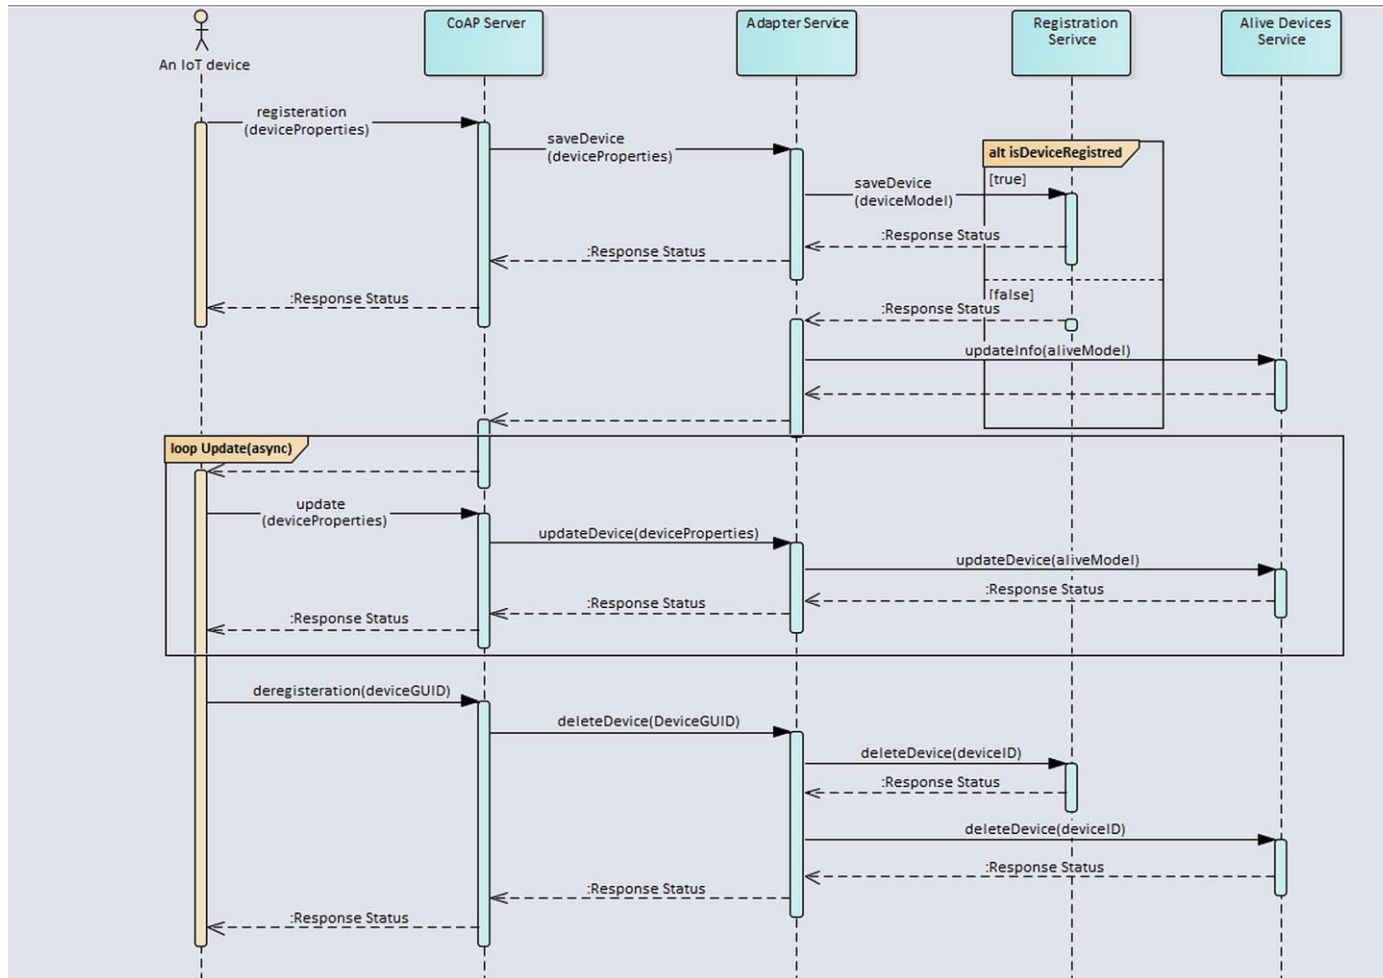 An IoT device
CoAP Server
Adapter Service
Registration
Serivce
Alive Devices
Service
registeration
(deviceProperties)
saveDevice
(deviceProperties)
alt isDeviceRegistred
[true]
saveDevice
(deviceModel)
:Response Status
:Response Status
:Response Status
[false]
:Response Status
updateInfo(aliveModel)
loop Update(async)
update
(deviceProperties)
updateDevice(deviceProperties)
updateDevice(aliveModel)
:Response Status
:Response Status
:Response Status
deregisteration(deviceGUID)
deleteDevice(DeviceGUID)
deleteDevice(deviceID)
:Response Status
deleteDevice(deviceID)
:Response Status
:Response Status
:Response Status